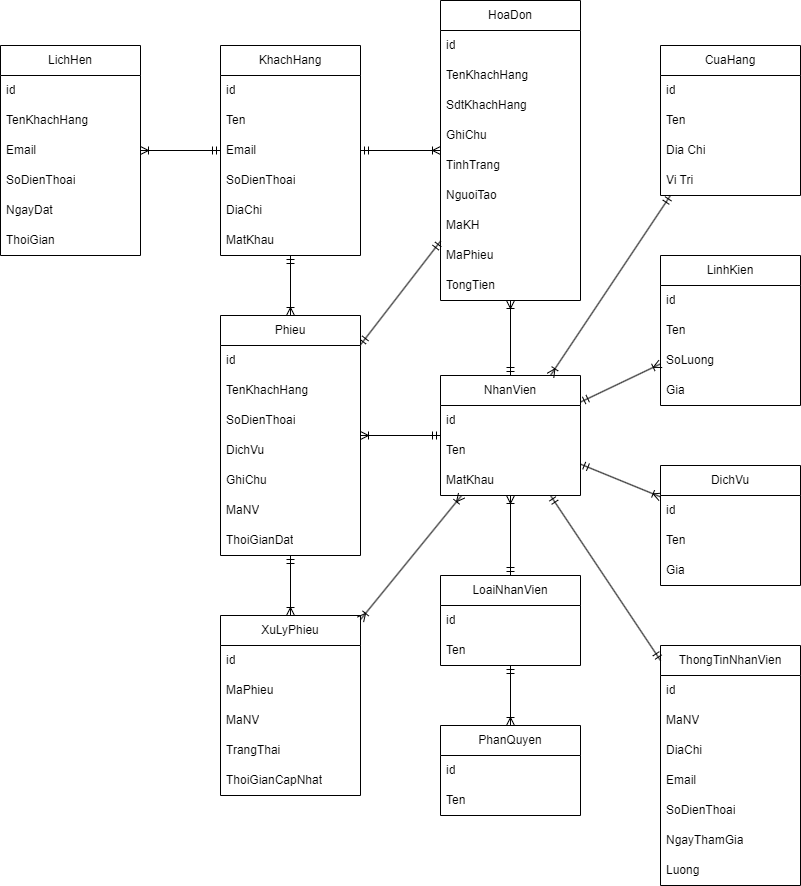 LichHen
id
TenKhachHang
Email
SoDienThoai
NgayDat
ThoiGian
KhachHang
id
Ten
Email
SoDienThoai
DiaChi
MatKhau
HoaDon
id
TenKhachHang
SdtKhachHang
GhiChu
TinhTrang
NguoiTao
MaKH
MaPhieu
TongTien
CuaHang
id
Ten
Dia Chi
Vi Tri
LinhKien
id
Ten
SoLuong
Gia
Phieu
id
TenKhachHang
SoDienThoai
DichVu
GhiChu
MaNV
ThoiGianDat
NhanVien
id
Ten
MatKhau
DichVu
id
Ten
Gia
LoaiNhanVien
id
Ten
XuLyPhieu
id
MaPhieu
MaNV
TrangThai
ThoiGianCapNhat
PhanQuyen
id
Ten
ThongTinNhanVien
id
MaNV
DiaChi
Email
SoDienThoai
NgayThamGia
Luong